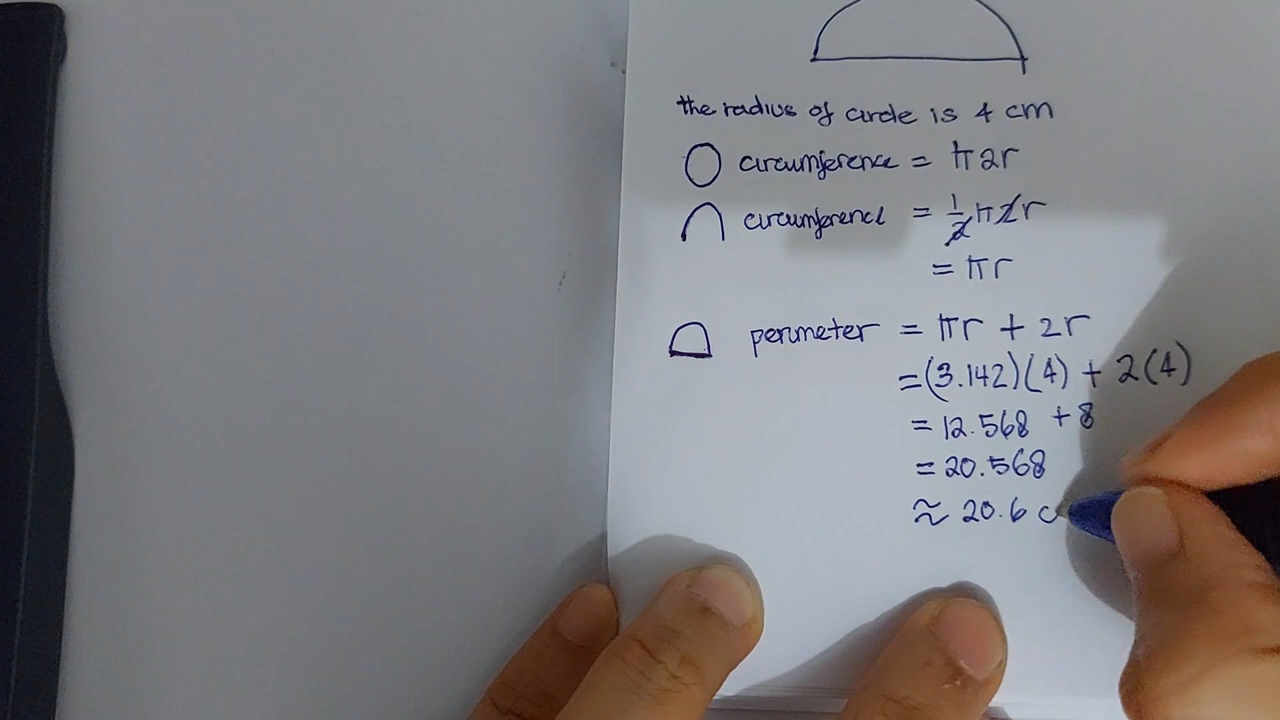 the radius of circle is 4 cm
circumference = π2r
circumference = 1/2 π2r
= πr
perimeter = πr + 2r
= (3.142)(4) + 2(4)
= 12.568 + 8
= 20.568
≈ 20.6 c